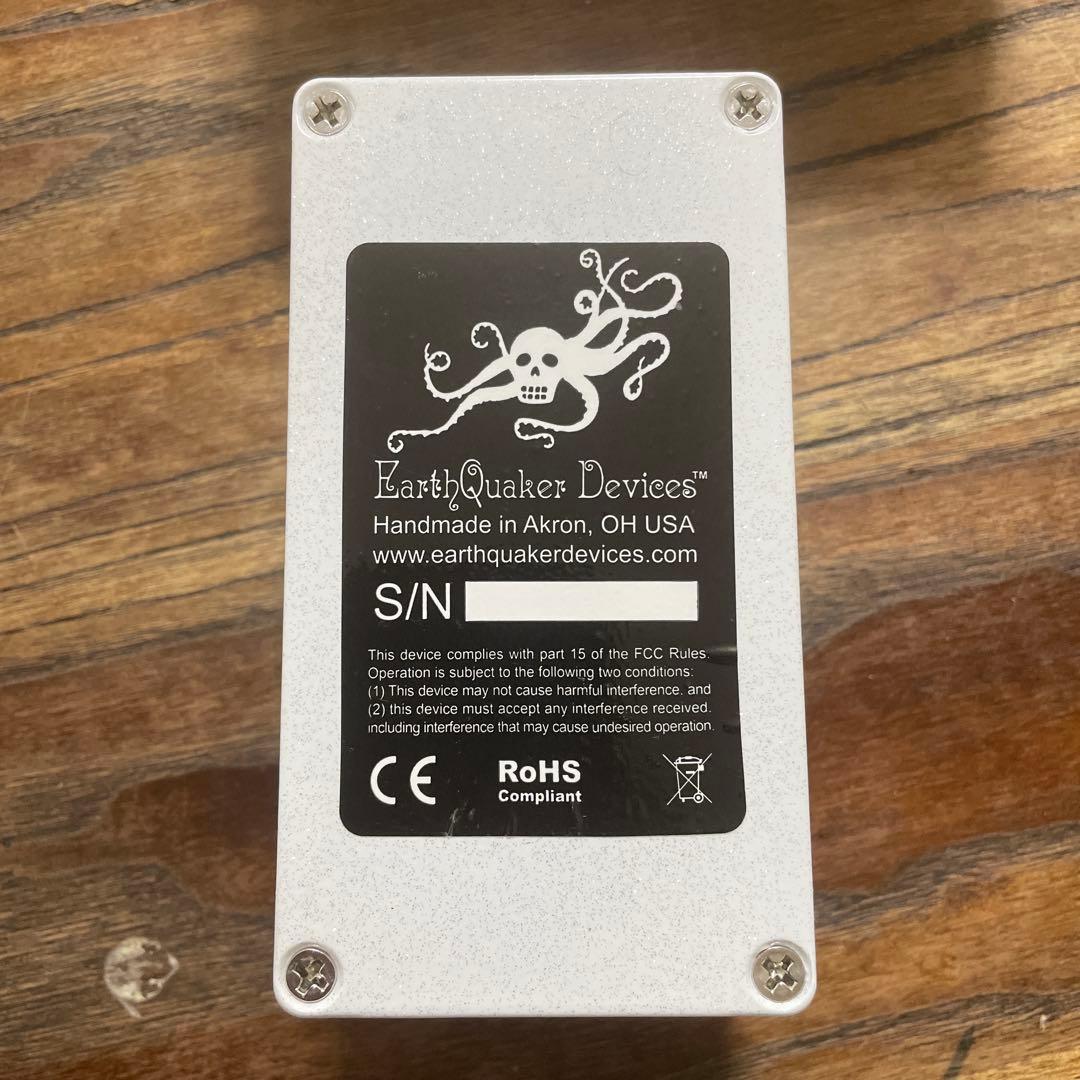 EarthQuaker Devices™
Handmade in Akron, OH USA
www.earthquakerdevices.com
S/N
This device complies with part 15 of the FCC Rules.
Operation is subject to the following two conditions:
(1) This device may not cause harmful interference. and
(2) this device must accept any interference received.
including interference that may cause undesired operation.
CE
RoHS
Compliant